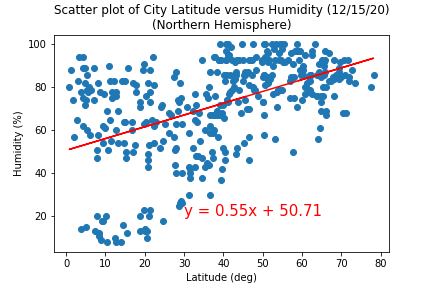 Scatter plot of City Latitude versus Humidity (12/15/20)
(Northern Hemisphere)
Humidity (%)
100
80
60
40
20
y = 0.55x + 50.71
0 10 20 30 40 50 60 70 80
Latitude (deg)